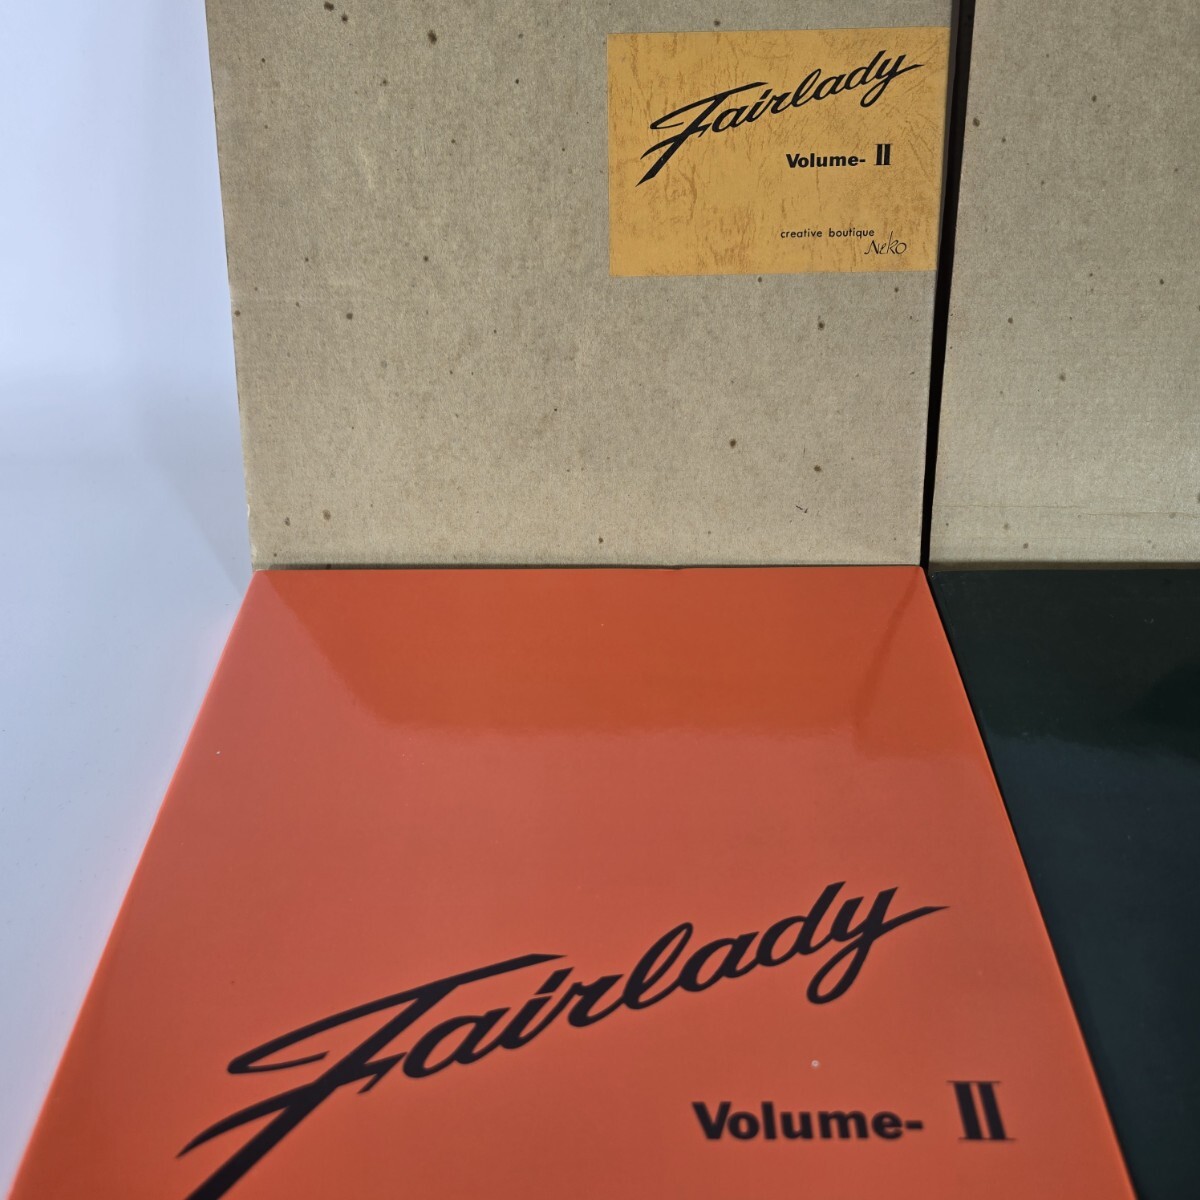 Fairlady
Volume- II
creative boutique
Neko
Fairlady
Volume- II